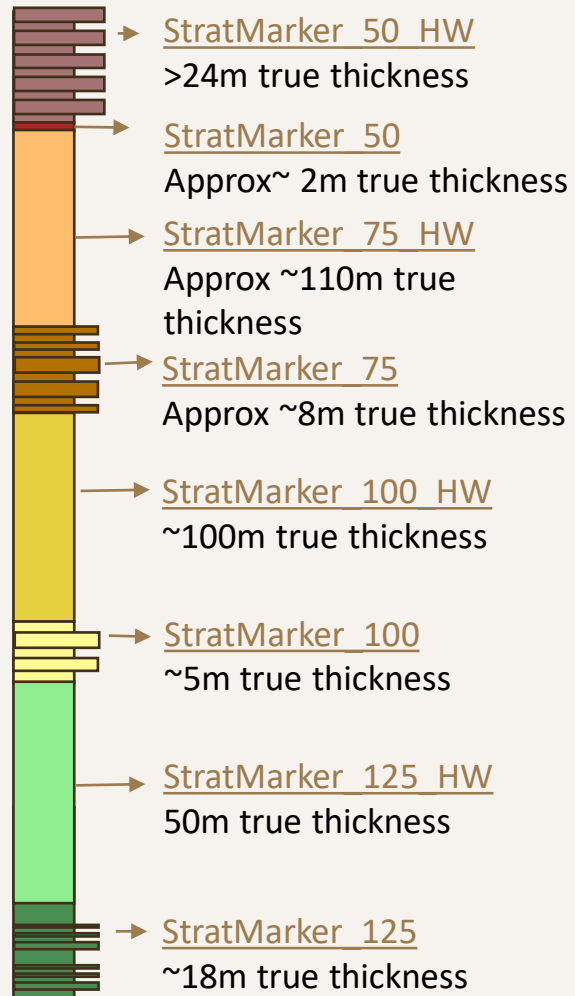 StratMarker_50_HW
>24m true thickness
StratMarker_50
Approx~ 2m true thickness
StratMarker_75_HW
Approx ~110m true
thickness
StratMarker_75
Approx ~8m true thickness
StratMarker_100_HW
~100m true thickness
StratMarker_100
~5m true thickness
StratMarker_125_HW
50m true thickness
StratMarker_125
~18m true thickness